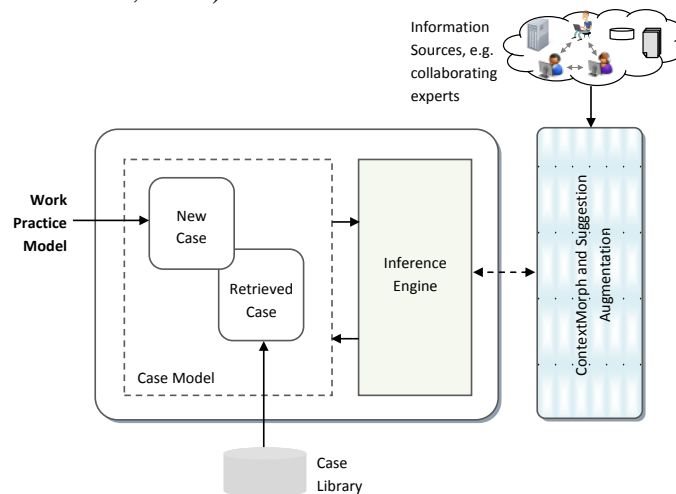 Information
Sources, e.g.
collaborating
experts
Work
Practice
Model
New
Case
Retrieved
Case
Case Model
Inference
Engine
ContextMorph and Suggestion
Augmentation
Case
Library